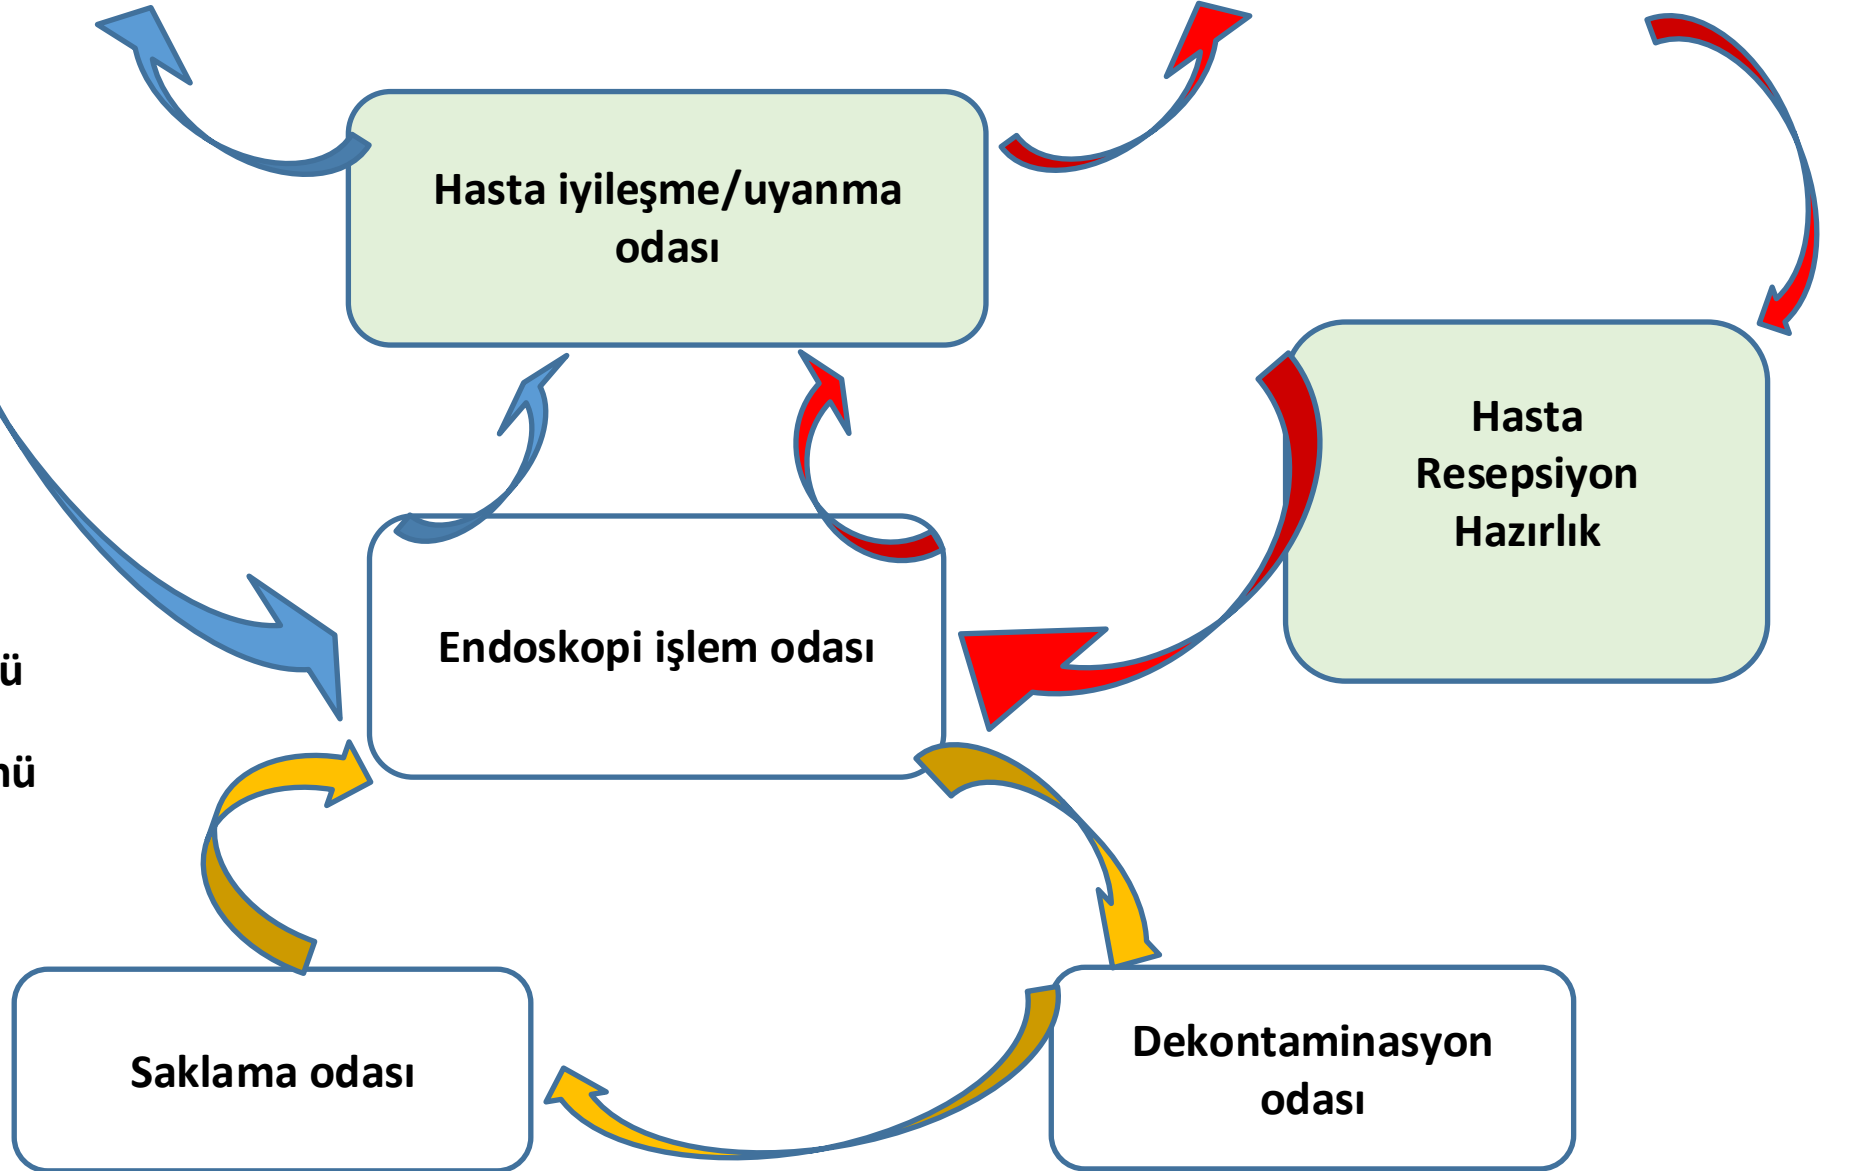 Hasta iyileşme/uyanma
odası
Hasta
Resepsiyon
Hazırlık
Endoskopi işlem odası
Saklama odası
Dekontaminasyon
odası